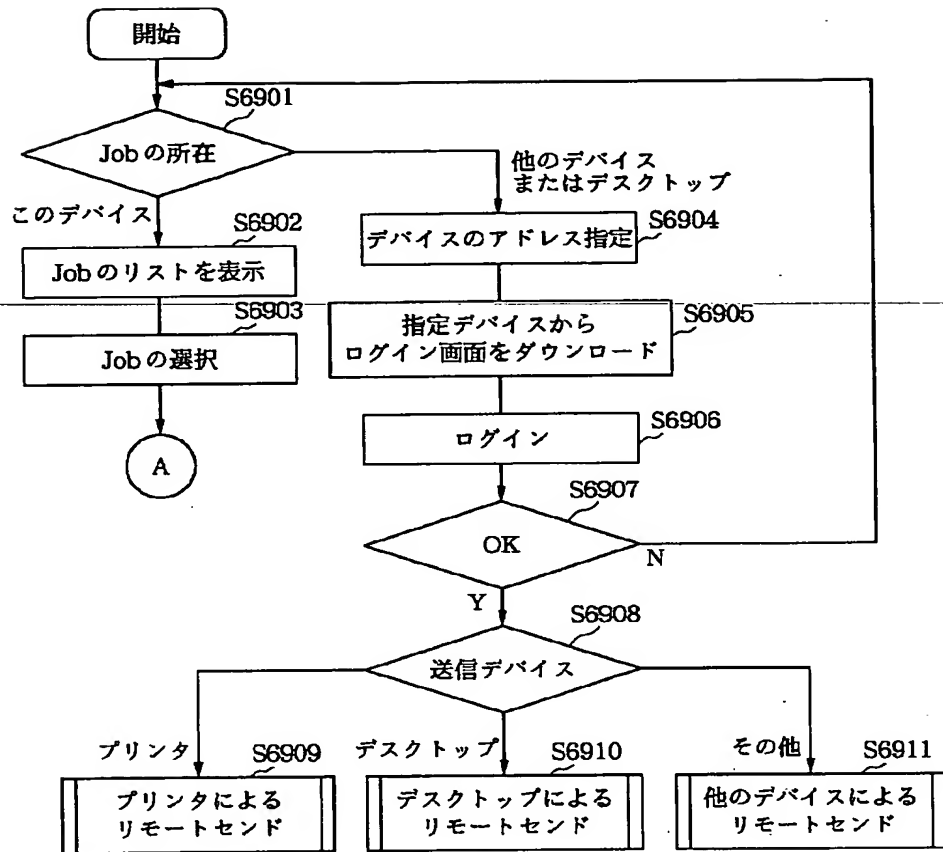 開始
S6901
Jobの所在
他のデバイス
またはデスクトップ
このデバイス
S6902
Jobのリストを表示
S6904
デバイスのアドレス指定
S6903
Jobの選択
S6905
指定デバイスから
ログイン画面をダウンロード
A
S6906
ログイン
S6907
OK
N
Y
S6908
送信デバイス
プリンタ
S6909
プリンタによる
リモートセンド
デスクトップ
S6910
デスクトップによる
リモートセンド
その他
S6911
他のデバイスによる
リモートセンド